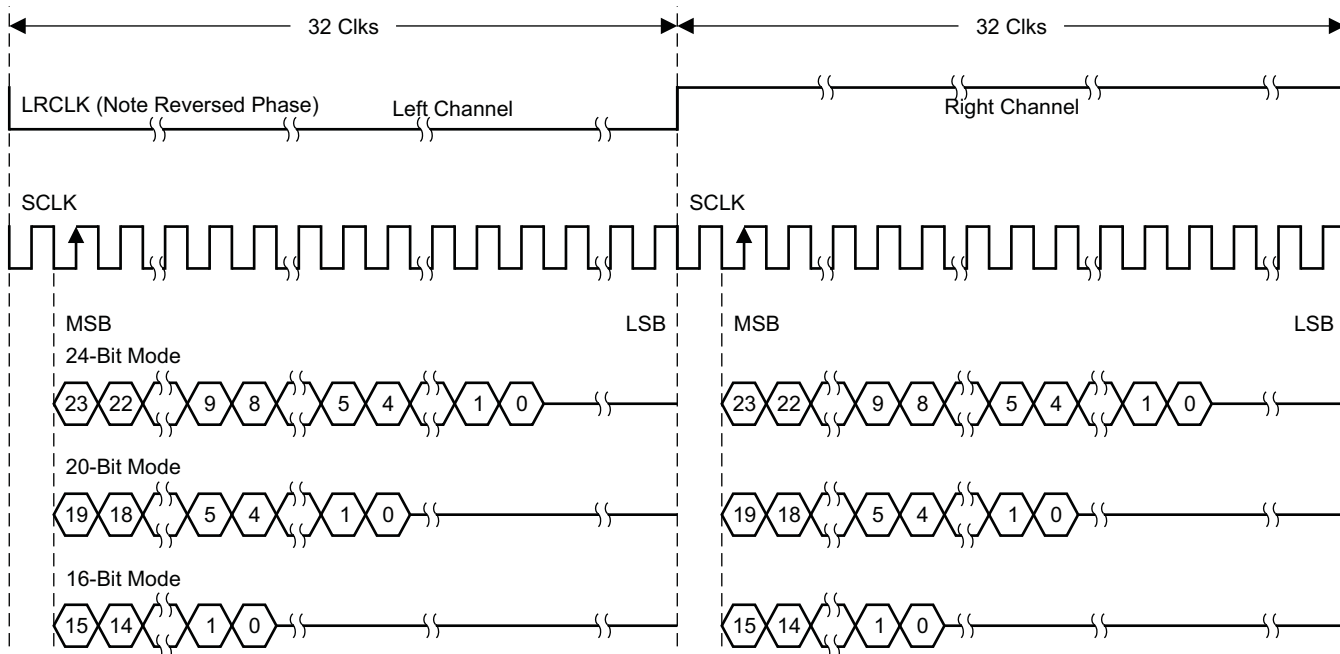 32 Clks 32 Clks
LRCLK (Note Reversed Phase) Left Channel Right Channel
SCLK SCLK
MSB LSB MSB LSB
24-Bit Mode
23 22 9 8 5 4 1 0 23 22 9 8 5 4 1 0
20-Bit Mode
19 18 5 4 1 0 19 18 5 4 1 0
16-Bit Mode
15 14 1 0 15 14 1 0